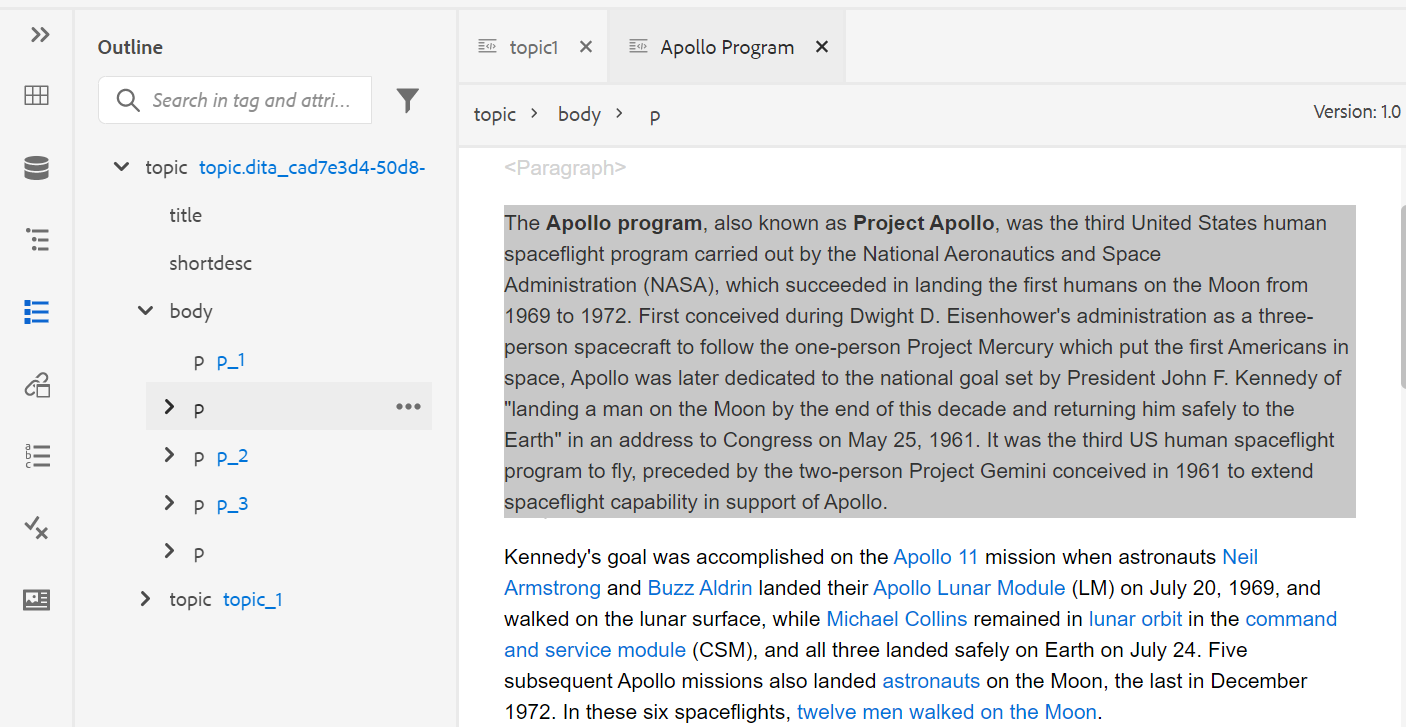 Outline
Search in tag and attri...
topic topic.dita_cad7e3d4-50d8-
title
shortdesc
body
p p_1
p
p p_2
p p_3
p
topic topic_1
topic1
Apollo Program
topic > body > p
Version: 1.0
<Paragraph>
The Apollo program, also known as Project Apollo, was the third United States human
spaceflight program carried out by the National Aeronautics and Space
Administration (NASA), which succeeded in landing the first humans on the Moon from
1969 to 1972. First conceived during Dwight D. Eisenhower's administration as a three-
person spacecraft to follow the one-person Project Mercury which put the first Americans in
space, Apollo was later dedicated to the national goal set by President John F. Kennedy of
"landing a man on the Moon by the end of this decade and returning him safely to the
Earth" in an address to Congress on May 25, 1961. It was the third US human spaceflight
program to fly, preceded by the two-person Project Gemini conceived in 1961 to extend
spaceflight capability in support of Apollo.
Kennedy's goal was accomplished on the Apollo 11 mission when astronauts Neil
Armstrong and Buzz Aldrin landed their Apollo Lunar Module (LM) on July 20, 1969, and
walked on the lunar surface, while Michael Collins remained in lunar orbit in the command
and service module (CSM), and all three landed safely on Earth on July 24. Five
subsequent Apollo missions also landed astronauts on the Moon, the last in December
1972. In these six spaceflights, twelve men walked on the Moon.